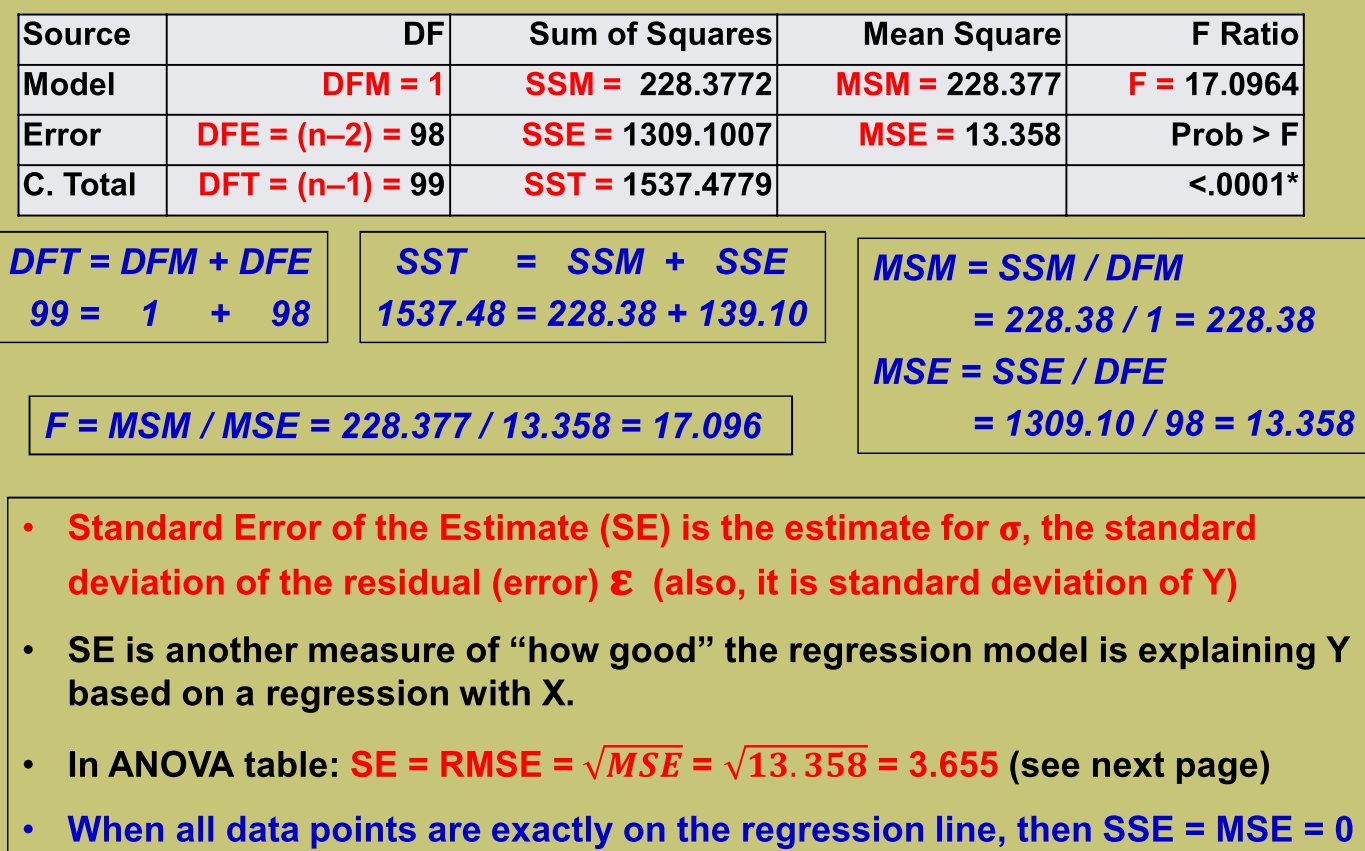 Source DF Sum of Squares Mean Square F Ratio
Model DFM = 1 SSM = 228.3772 MSM = 228.377 F = 17.0964
Error DFE = (n–2) = 98 SSE = 1309.1007 MSE = 13.358 Prob > F
C. Total DFT = (n–1) = 99 SST = 1537.4779 <.0001*
DFT = DFM + DFE
99 = 1 + 98
SST = SSM + SSE
1537.48 = 228.38 + 139.10
MSM = SSM / DFM
= 228.38 / 1 = 228.38
MSE = SSE / DFE
= 1309.10 / 98 = 13.358
F = MSM / MSE = 228.377 / 13.358 = 17.096
• Standard Error of the Estimate (SE) is the estimate for σ, the standard
deviation of the residual (error) ε (also, it is standard deviation of Y)
• SE is another measure of “how good” the regression model is explaining Y
based on a regression with X.
• In ANOVA table: SE = RMSE = √MSE = √13.358 = 3.655 (see next page)
• When all data points are exactly on the regression line, then SSE = MSE = 0